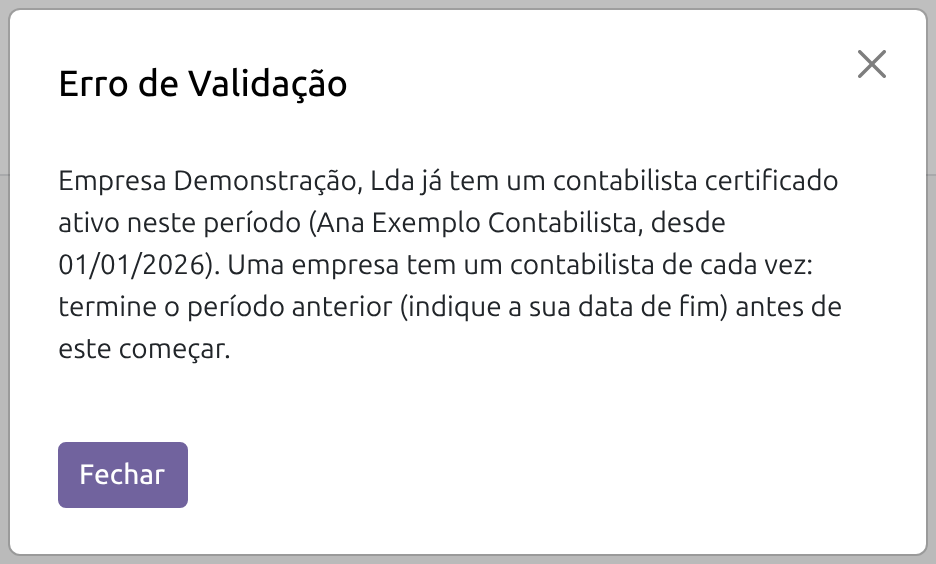 Erro de Validação
Empresa Demonstração, Lda já tem um contabilista certificado
ativo neste período (Ana Exemplo Contabilista, desde
01/01/2026). Uma empresa tem um contabilista de cada vez:
termine o período anterior (indique a sua data de fim) antes de
este começar.
Fechar